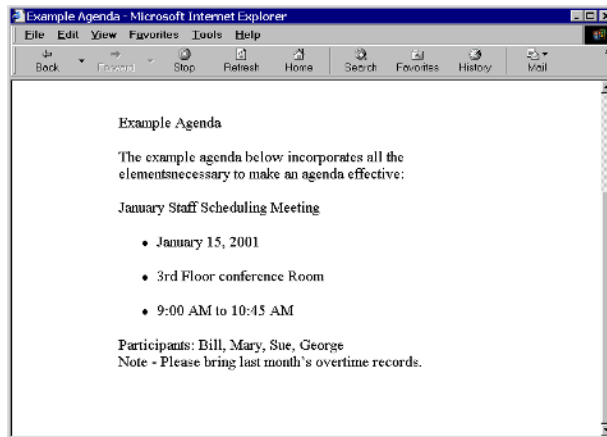 Example Agenda - Microsoft Internet Explorer
File Edit View Favorites Tools Help
Back Forward Stop Refresh Home Search Favorites History Mail
Example Agenda
The example agenda below incorporates all the
elementsnecessary to make an agenda effective:
January Staff Scheduling Meeting
• January 15, 2001
• 3rd Floor conference Room
• 9:00 AM to 10:45 AM
Participants: Bill, Mary, Sue, George
Note - Please bring last month's overtime records.